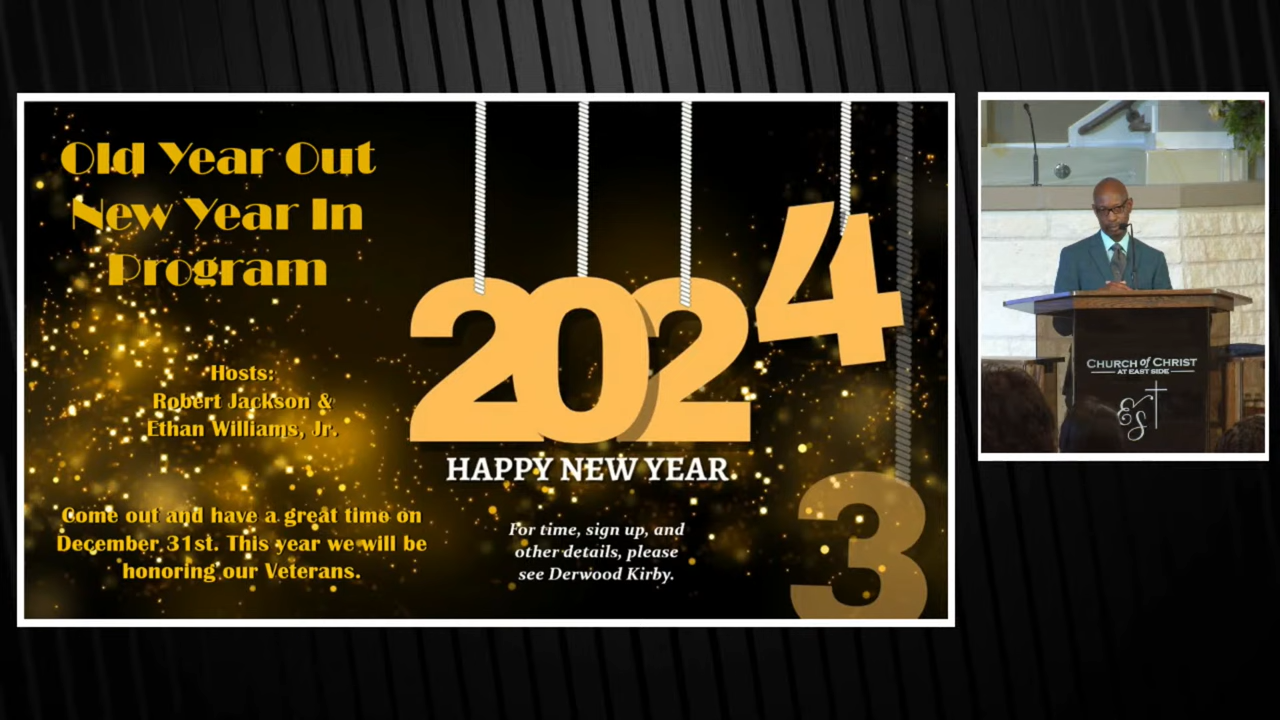 Old Year Out
New Year In
Program
Hosts:
Robert Jackson &
Ethan Williams, Jr.
Come out and have a great time on
December 31st. This year we will be
honoring our Veterans.
2024
3
HAPPY NEW YEAR
For time, sign up, and
other details, please
see Derwood Kirby.
CHURCH of CHRIST
AT EAST SIDE